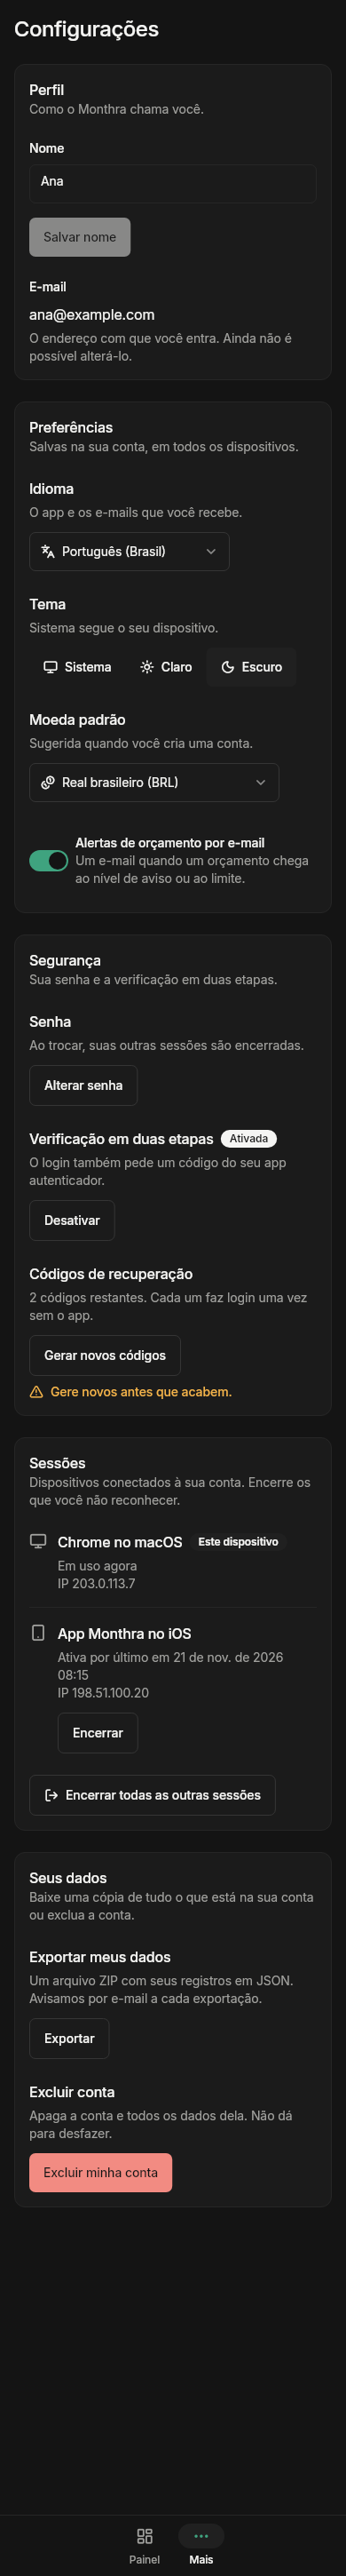 Configurações
Perfil
Como o Monthra chama você.
Nome
Ana
Salvar nome
E-mail
ana@example.com
O endereço com que você entra. Ainda não é
possível alterá-lo.
Preferências
Salvas na sua conta, em todos os dispositivos.
Idioma
O app e os e-mails que você recebe.
Português (Brasil)
Tema
Sistema segue o seu dispositivo.
Sistema Claro Escuro
Moeda padrão
Sugerida quando você cria uma conta.
Real brasileiro (BRL)
Alertas de orçamento por e-mail
Um e-mail quando um orçamento chega
ao nível de aviso ou ao limite.
Segurança
Sua senha e a verificação em duas etapas.
Senha
Ao trocar, suas outras sessões são encerradas.
Alterar senha
Verificação em duas etapas Ativada
O login também pede um código do seu app
autenticador.
Desativar
Códigos de recuperação
2 códigos restantes. Cada um faz login uma vez
sem o app.
Gerar novos códigos
Gere novos antes que acabem.
Sessões
Dispositivos conectados à sua conta. Encerre os
que você não reconhecer.
Chrome no macOS Este dispositivo
Em uso agora
IP 203.0.113.7
App Monthra no iOS
Ativa por último em 21 de nov. de 2026
08:15
IP 198.51.100.20
Encerrar
Encerrar todas as outras sessões
Seus dados
Baixe uma cópia de tudo o que está na sua conta
ou exclua a conta.
Exportar meus dados
Um arquivo ZIP com seus registros em JSON.
Avisamos por e-mail a cada exportação.
Exportar
Excluir conta
Apaga a conta e todos os dados dela. Não dá
para desfazer.
Excluir minha conta
Painel Mais